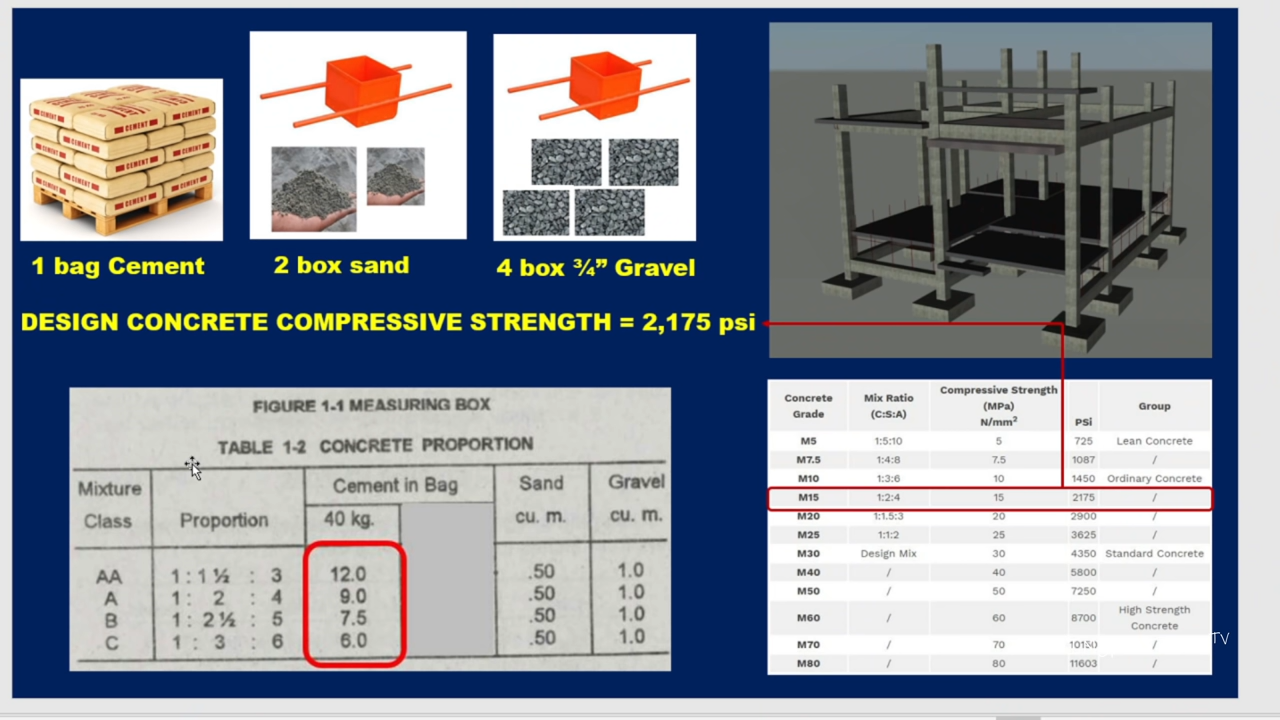 1 bag Cement
2 box sand
4 box ¾” Gravel
DESIGN CONCRETE COMPRESSIVE STRENGTH = 2,175 psi
FIGURE 1-1 MEASURING BOX
TABLE 1-2 CONCRETE PROPORTION
Mixture Class Proportion Cement in Bag 40 kg. Sand cu. m. Gravel cu. m.
AA 1 : 1 ½ : 3 12.0 .50 1.0
A 1 : 2 : 4 9.0 .50 1.0
B 1 : 2 ½ : 5 7.5 .50 1.0
C 1 : 3 : 6 6.0 .50 1.0
Concrete Grade Mix Ratio (C:S:A) Compressive Strength (MPa) N/mm² PSi Group
M5 1:5:10 5 725 Lean Concrete
M7.5 1:4:8 7.5 1087 /
M10 1:3:6 10 1450 Ordinary Concrete
M15 1:2:4 15 2175 /
M20 1:1.5:3 20 2900 /
M25 1:1:2 25 3625 /
M30 Design Mix 30 4350 Standard Concrete
M40 / 40 5800 /
M50 / 50 7250 /
M60 / 60 8700 High Strength Concrete
M70 / 70 10150 /
M80 / 80 11603 /
TV